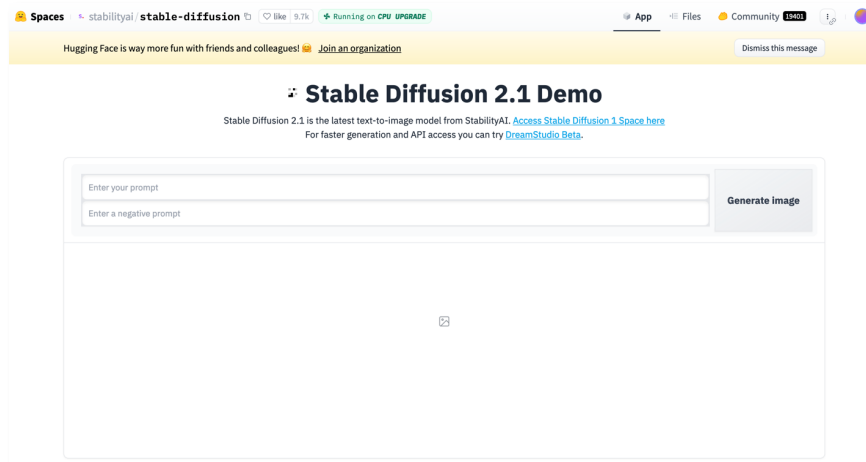 Spaces stabilityai/stable-diffusion like 9.7k Running on CPU UPGRADE App Files Community 19401
Hugging Face is way more fun with friends and colleagues! 🤗 Join an organization Dismiss this message
Stable Diffusion 2.1 Demo
Stable Diffusion 2.1 is the latest text-to-image model from StabilityAI. Access Stable Diffusion 1 Space here
For faster generation and API access you can try DreamStudio Beta.
Enter your prompt
Generate image
Enter a negative prompt